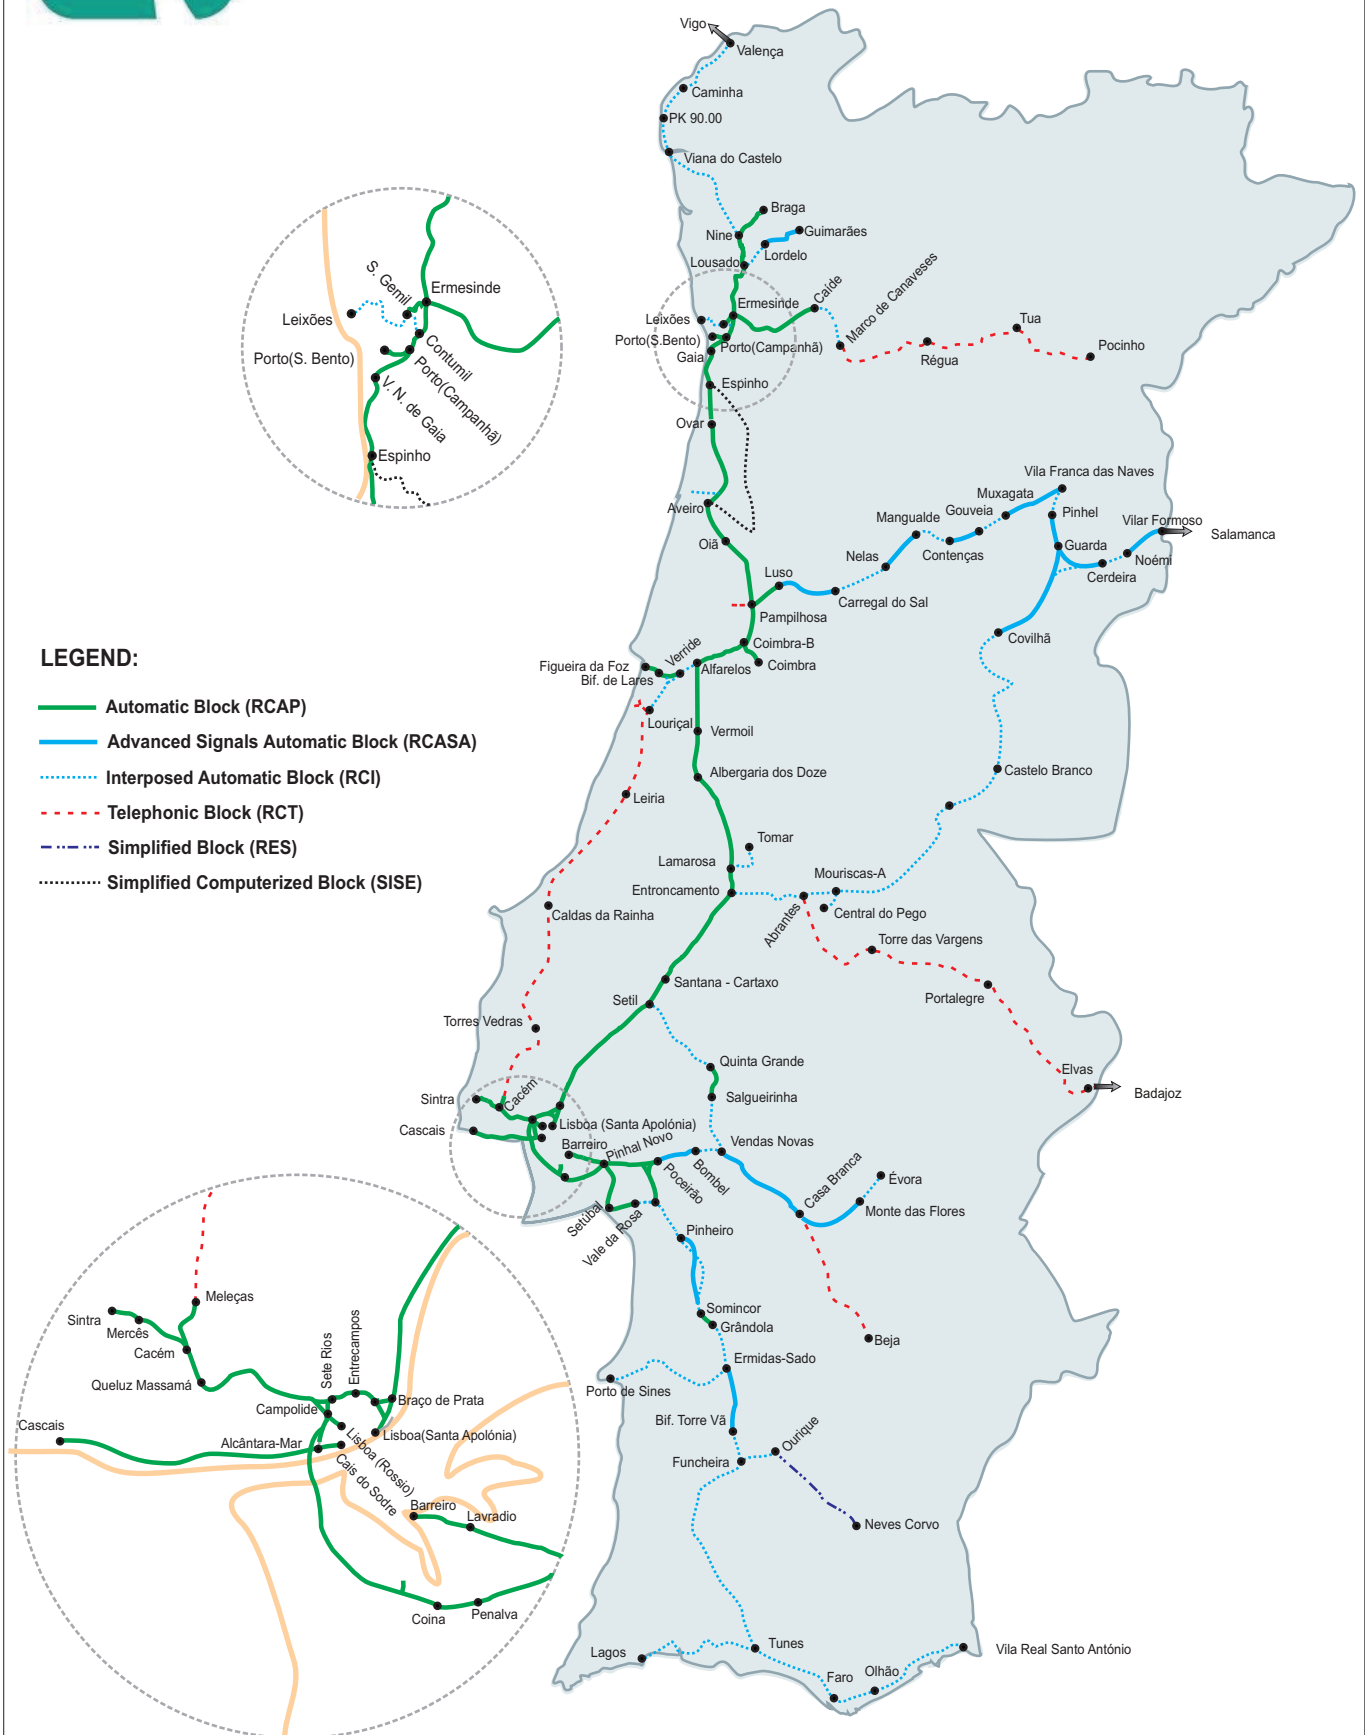 Vigo
Valença
Caminha
PK 90.00
Viana do Castelo
Braga
Nine
Guimarães
Lordelo
Lousado
Ermesinde
Caíde
Marco de Canaveses
Leixões
Porto(S.Bento)
Porto(Campanhã)
Gaia
Tua
Régua
Pocinho
Espinho
Ovar
S. Gemil
Ermesinde
Leixões
Contumil
Porto(S. Bento)
Porto(Campanhã)
V. N. de Gaia
Espinho
Aveiro
Oiã
Vila Franca das Naves
Muxagata
Gouveia
Pinhel
Mangualde
Vilar Formoso
Salamanca
Contenças
Guarda
Nelas
Noémi
Cerdeira
Luso
Carregal do Sal
Pampilhosa
Covilhã
Coimbra-B
Verride
Figueira da Foz
Alfarelos
Coimbra
Bif. de Lares
Louriçal
Vermoil
Albergaria dos Doze
Castelo Branco
Leiria
LEGEND:
Automatic Block (RCAP)
Advanced Signals Automatic Block (RCASA)
Interposed Automatic Block (RCI)
Telephonic Block (RCT)
Simplified Block (RES)
Simplified Computerized Block (SISE)
Tomar
Lamarosa
Entroncamento
Mouriscas-A
Abrantes
Central do Pego
Caldas da Rainha
Torre das Vargens
Santana - Cartaxo
Portalegre
Setil
Torres Vedras
Quinta Grande
Elvas
Badajoz
Salgueirinha
Sintra
Cacém
Cascais
Lisboa (Santa Apolónia)
Barreiro
Pinhal Novo
Vendas Novas
Poceirão
Bombel
Casa Branca
Évora
Monte das Flores
Setúbal
Vale da Rosa
Pinheiro
Somincor
Grândola
Beja
Ermidas-Sado
Porto de Sines
Bif. Torre Vã
Ourique
Funcheira
Neves Corvo
Lagos
Tunes
Faro
Olhão
Vila Real Santo António
Meleças
Sintra
Mercês
Cacém
Queluz Massamá
Sete Rios
Entrecampos
Braço de Prata
Campolide
Cascais
Alcântara-Mar
Lisboa(Santa Apolónia)
Lisboa (Rossio)
Cais do Sodre
Barreiro
Lavradio
Coina
Penalva